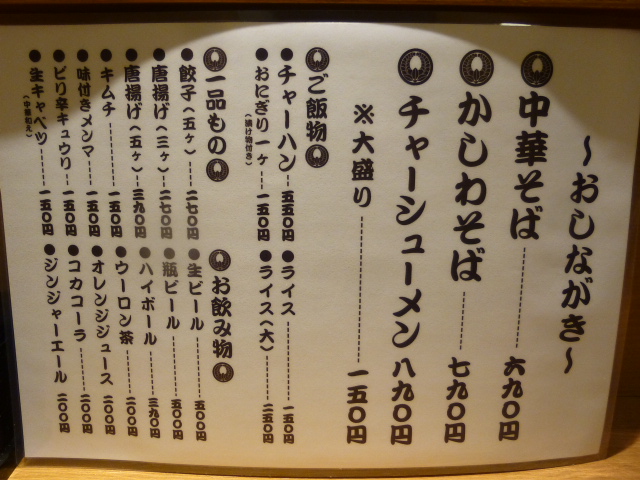 ～おしながき～
中華そば 六九〇円
かしわそば 七九〇円
チャーシューメン 八九〇円
※大盛り 一五〇円
ご飯物
チャーハン 五五〇円
ライス 一五〇円
おにぎり一ヶ(漬け物付き) 一五〇円
ライス(大) 二五〇円
一品もの
餃子(五ヶ) 二七〇円
唐揚げ(三ヶ) 二七〇円
唐揚げ(五ヶ) 三九〇円
キムチ 一五〇円
味付きメンマ 一五〇円
ピリ辛キュウリ 一五〇円
生キャベツ(中華和え) 一五〇円
お飲み物
生ビール 五〇〇円
瓶ビール 五〇〇円
ハイボール 三九〇円
ウーロン茶 二〇〇円
オレンジジュース 二〇〇円
コカコーラ 二〇〇円
ジンジャーエール 二〇〇円